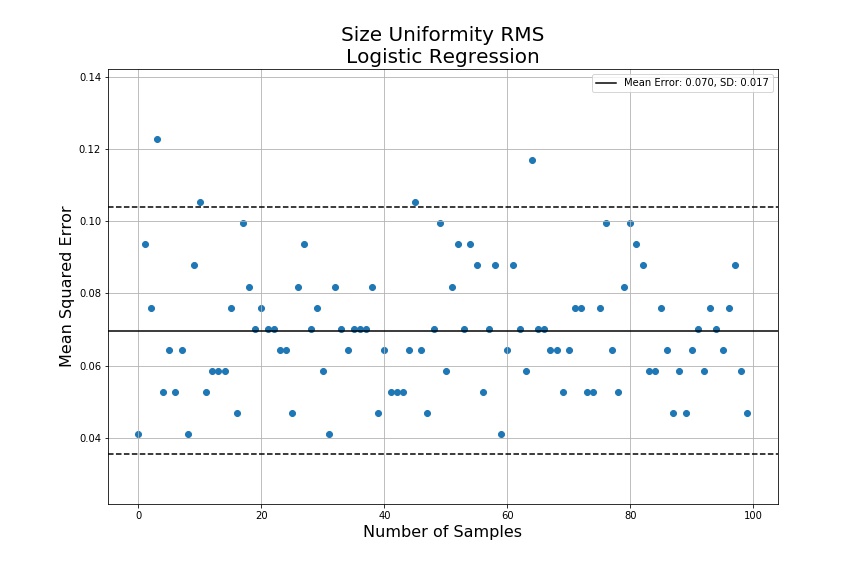 Size Uniformity RMS
Logistic Regression
Mean Error: 0.070, SD: 0.017
Mean Squared Error
0.14
0.12
0.10
0.08
0.06
0.04
0
20
40
60
80
100
Number of Samples